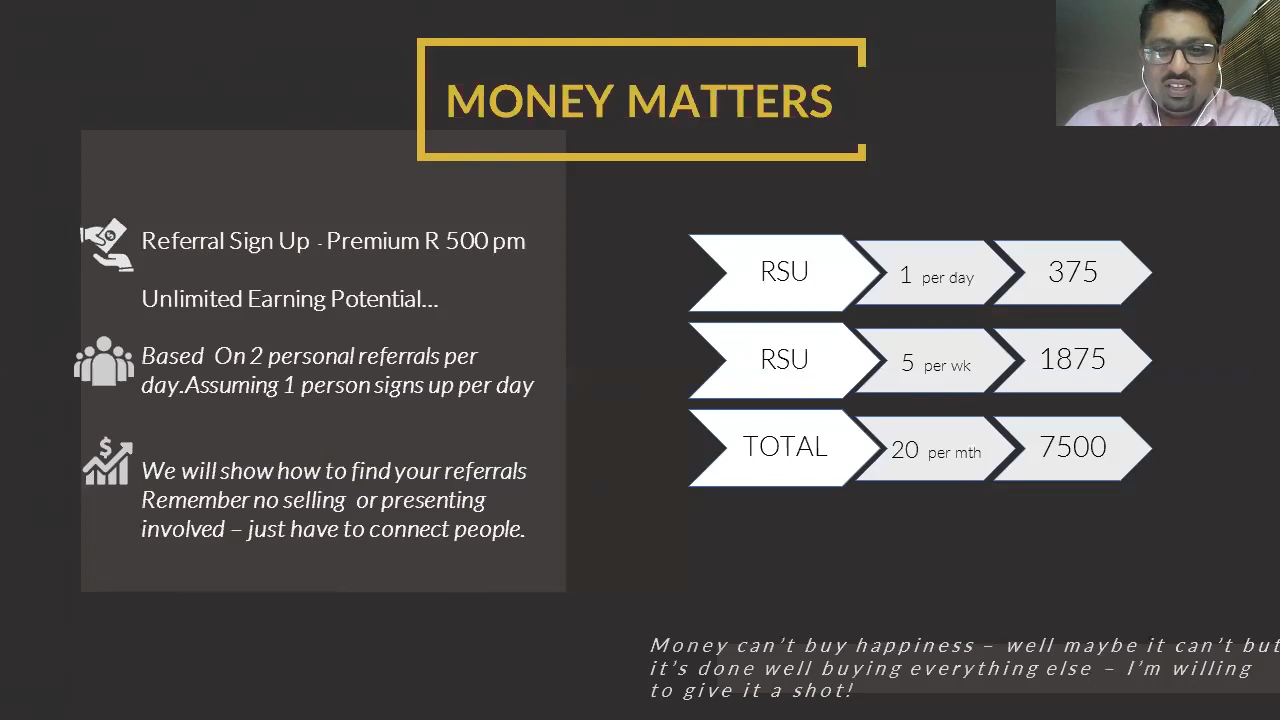 MONEY MATTERS
Referral Sign Up - Premium R 500 pm
Unlimited Earning Potential...
Based On 2 personal referrals per
day.Assuming 1 person signs up per day
We will show how to find your referrals
Remember no selling or presenting
involved – just have to connect people.
RSU 1 per day 375
RSU 5 per wk 1875
TOTAL 20 per mth 7500
Money can't buy happiness – well maybe it can't but
it's done well buying everything else – I'm willing
to give it a shot!